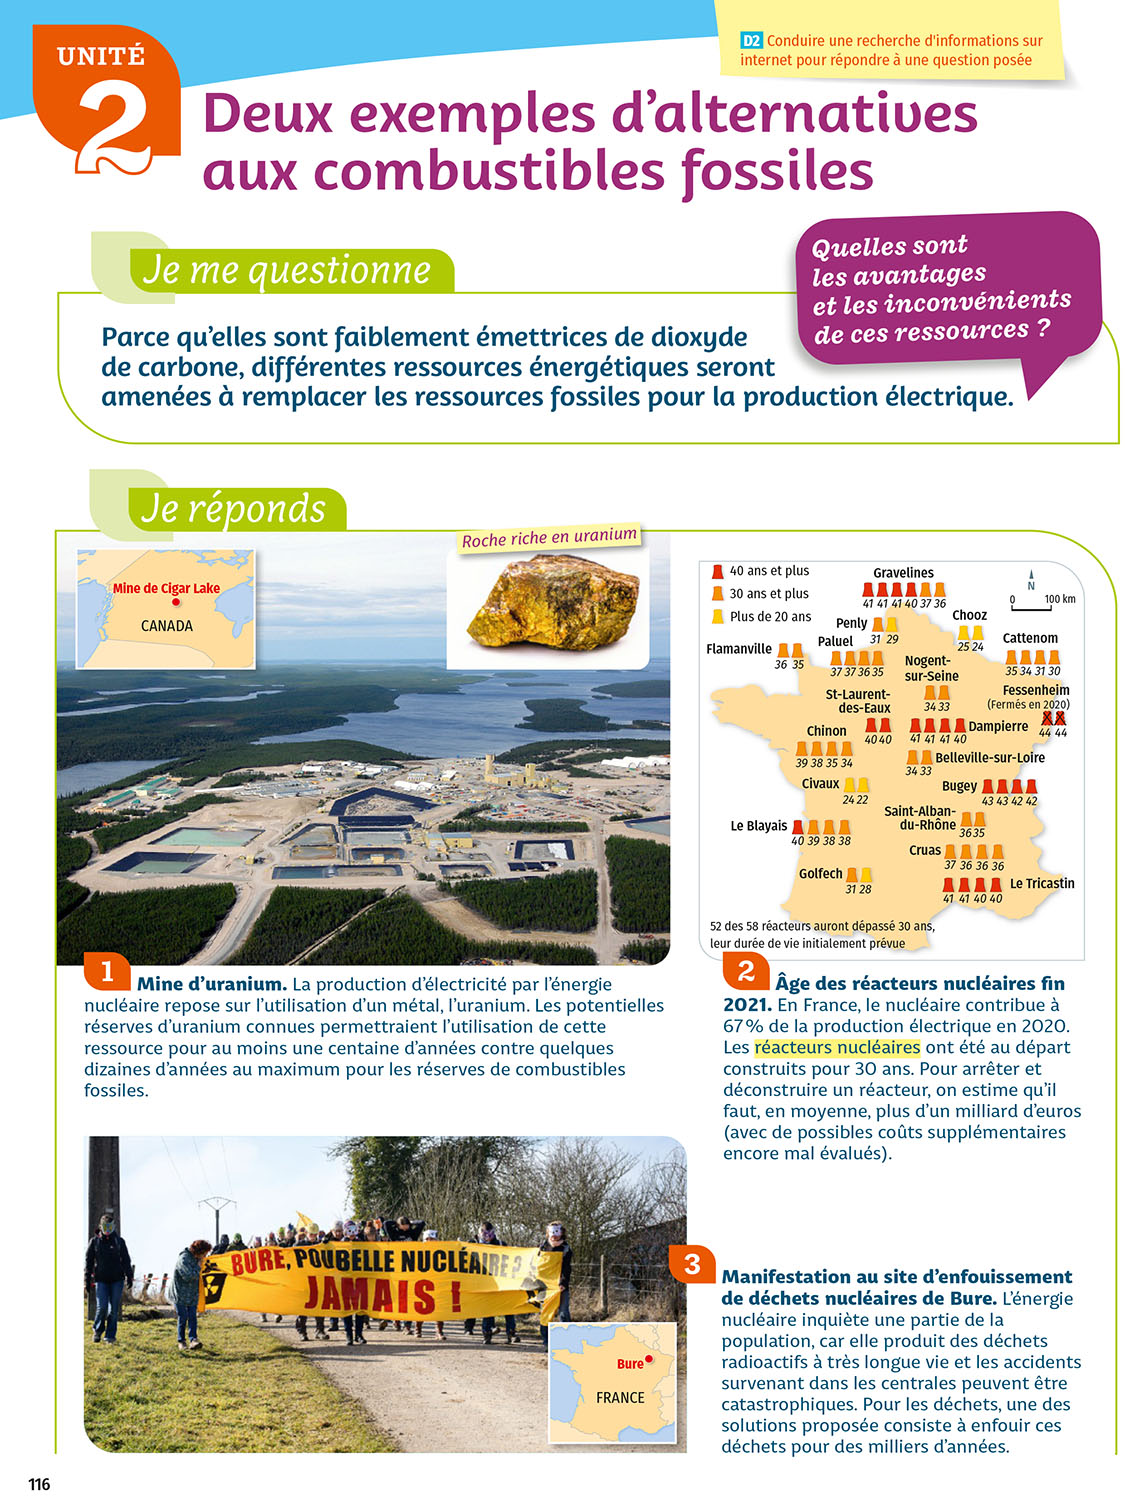 UNITÉ
2
D2 Conduire une recherche d'informations sur
internet pour répondre à une question posée
Deux exemples d'alternatives
aux combustibles fossiles
Je me questionne
Quelles sont
les avantages
et les inconvénients
de ces ressources ?
Parce qu'elles sont faiblement émettrices de dioxyde
de carbone, différentes ressources énergétiques seront
amenées à remplacer les ressources fossiles pour la production électrique.
Je réponds
Mine de Cigar Lake
CANADA
Roche riche en uranium
40 ans et plus
30 ans et plus
Plus de 20 ans
N
0 100 km
Gravelines
41 41 41 40 37 36
Penly
31 29
Chooz
25 24
Flamanville
36 35
Paluel
37 37 36 35
Cattenom
35 34 31 30
Nogent-
sur-Seine
34 33
Fessenheim
(Fermés en 2020)
44 44
St-Laurent-
des-Eaux
40 40
Dampierre
41 41 41 40
Chinon
39 38 35 34
Belleville-sur-Loire
34 33
Civaux
24 22
Bugey
43 43 42 42
Saint-Alban-
du-Rhône
36 35
Le Blayais
40 39 38 38
Cruas
37 36 36 36
Golfech
31 28
Le Tricastin
41 41 40 40
52 des 58 réacteurs auront dépassé 30 ans,
leur durée de vie initialement prévue
1 Mine d'uranium. La production d'électricité par l'énergie
nucléaire repose sur l'utilisation d'un métal, l'uranium. Les potentielles
réserves d'uranium connues permettraient l'utilisation de cette
ressource pour au moins une centaine d'années contre quelques
dizaines d'années au maximum pour les réserves de combustibles
fossiles.
2 Âge des réacteurs nucléaires fin
2021. En France, le nucléaire contribue à
67 % de la production électrique en 2020.
Les réacteurs nucléaires ont été au départ
construits pour 30 ans. Pour arrêter et
déconstruire un réacteur, on estime qu'il
faut, en moyenne, plus d'un milliard d'euros
(avec de possibles coûts supplémentaires
encore mal évalués).
BURE, POUBELLE NUCLÉAIRE ?
JAMAIS !
Bure
FRANCE
3
Manifestation au site d'enfouissement
de déchets nucléaires de Bure. L'énergie
nucléaire inquiète une partie de la
population, car elle produit des déchets
radioactifs à très longue vie et les accidents
survenant dans les centrales peuvent être
catastrophiques. Pour les déchets, une des
solutions proposée consiste à enfouir ces
déchets pour des milliers d'années.
116